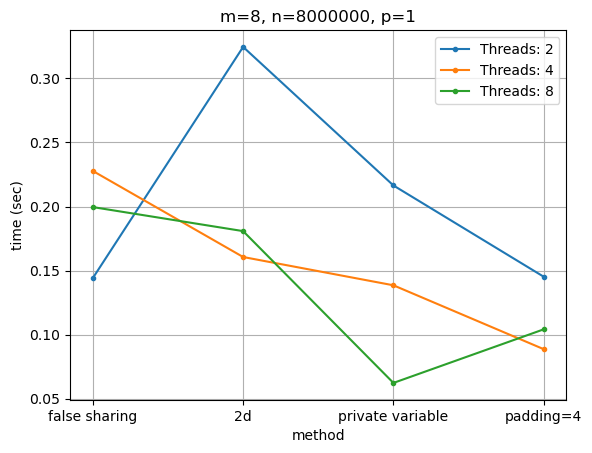 m=8, n=8000000, p=1
Threads: 2
Threads: 4
Threads: 8
time (sec)
0.30
0.25
0.20
0.15
0.10
0.05
false sharing 2d private variable padding=4
method